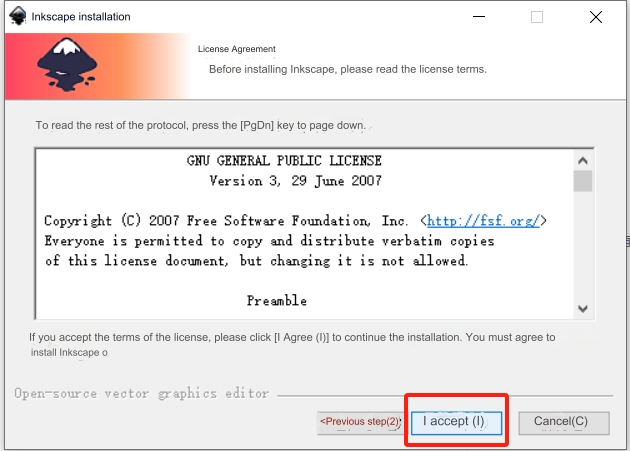 Inkscape installation
License Agreement
Before installing Inkscape, please read the license terms.
To read the rest of the protocol, press the [PgDn] key to page down.
GNU GENERAL PUBLIC LICENSE
Version 3, 29 June 2007
Copyright (C) 2007 Free Software Foundation, Inc. <http://fsf.org/>
Everyone is permitted to copy and distribute verbatim copies
of this license document, but changing it is not allowed.
Preamble
If you accept the terms of the license, please click [I Agree (I)] to continue the installation. You must agree to
install Inkscape o
Open-source vector graphics editor
<Previous step(2)
I accept (I)
Cancel(C)